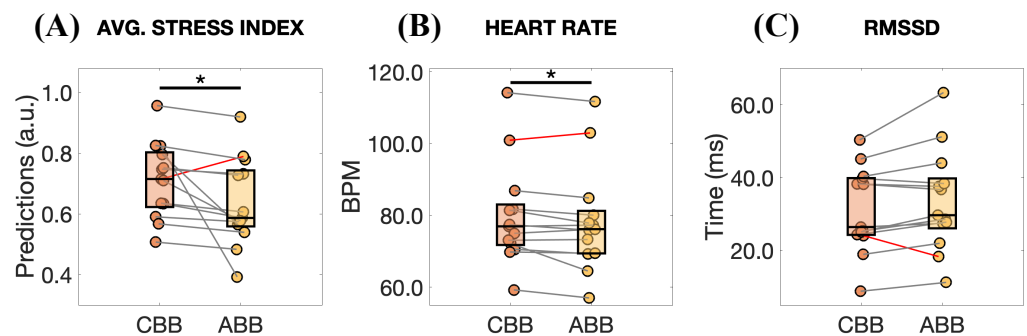 (A) AVG. STRESS INDEX
Predictions (a.u.)
1.0
0.8
0.6
0.4
*
CBB ABB
(B) HEART RATE
BPM
120.0
100.0
80.0
60.0
*
CBB ABB
(C) RMSSD
Time (ms)
60.0
40.0
20.0
CBB ABB